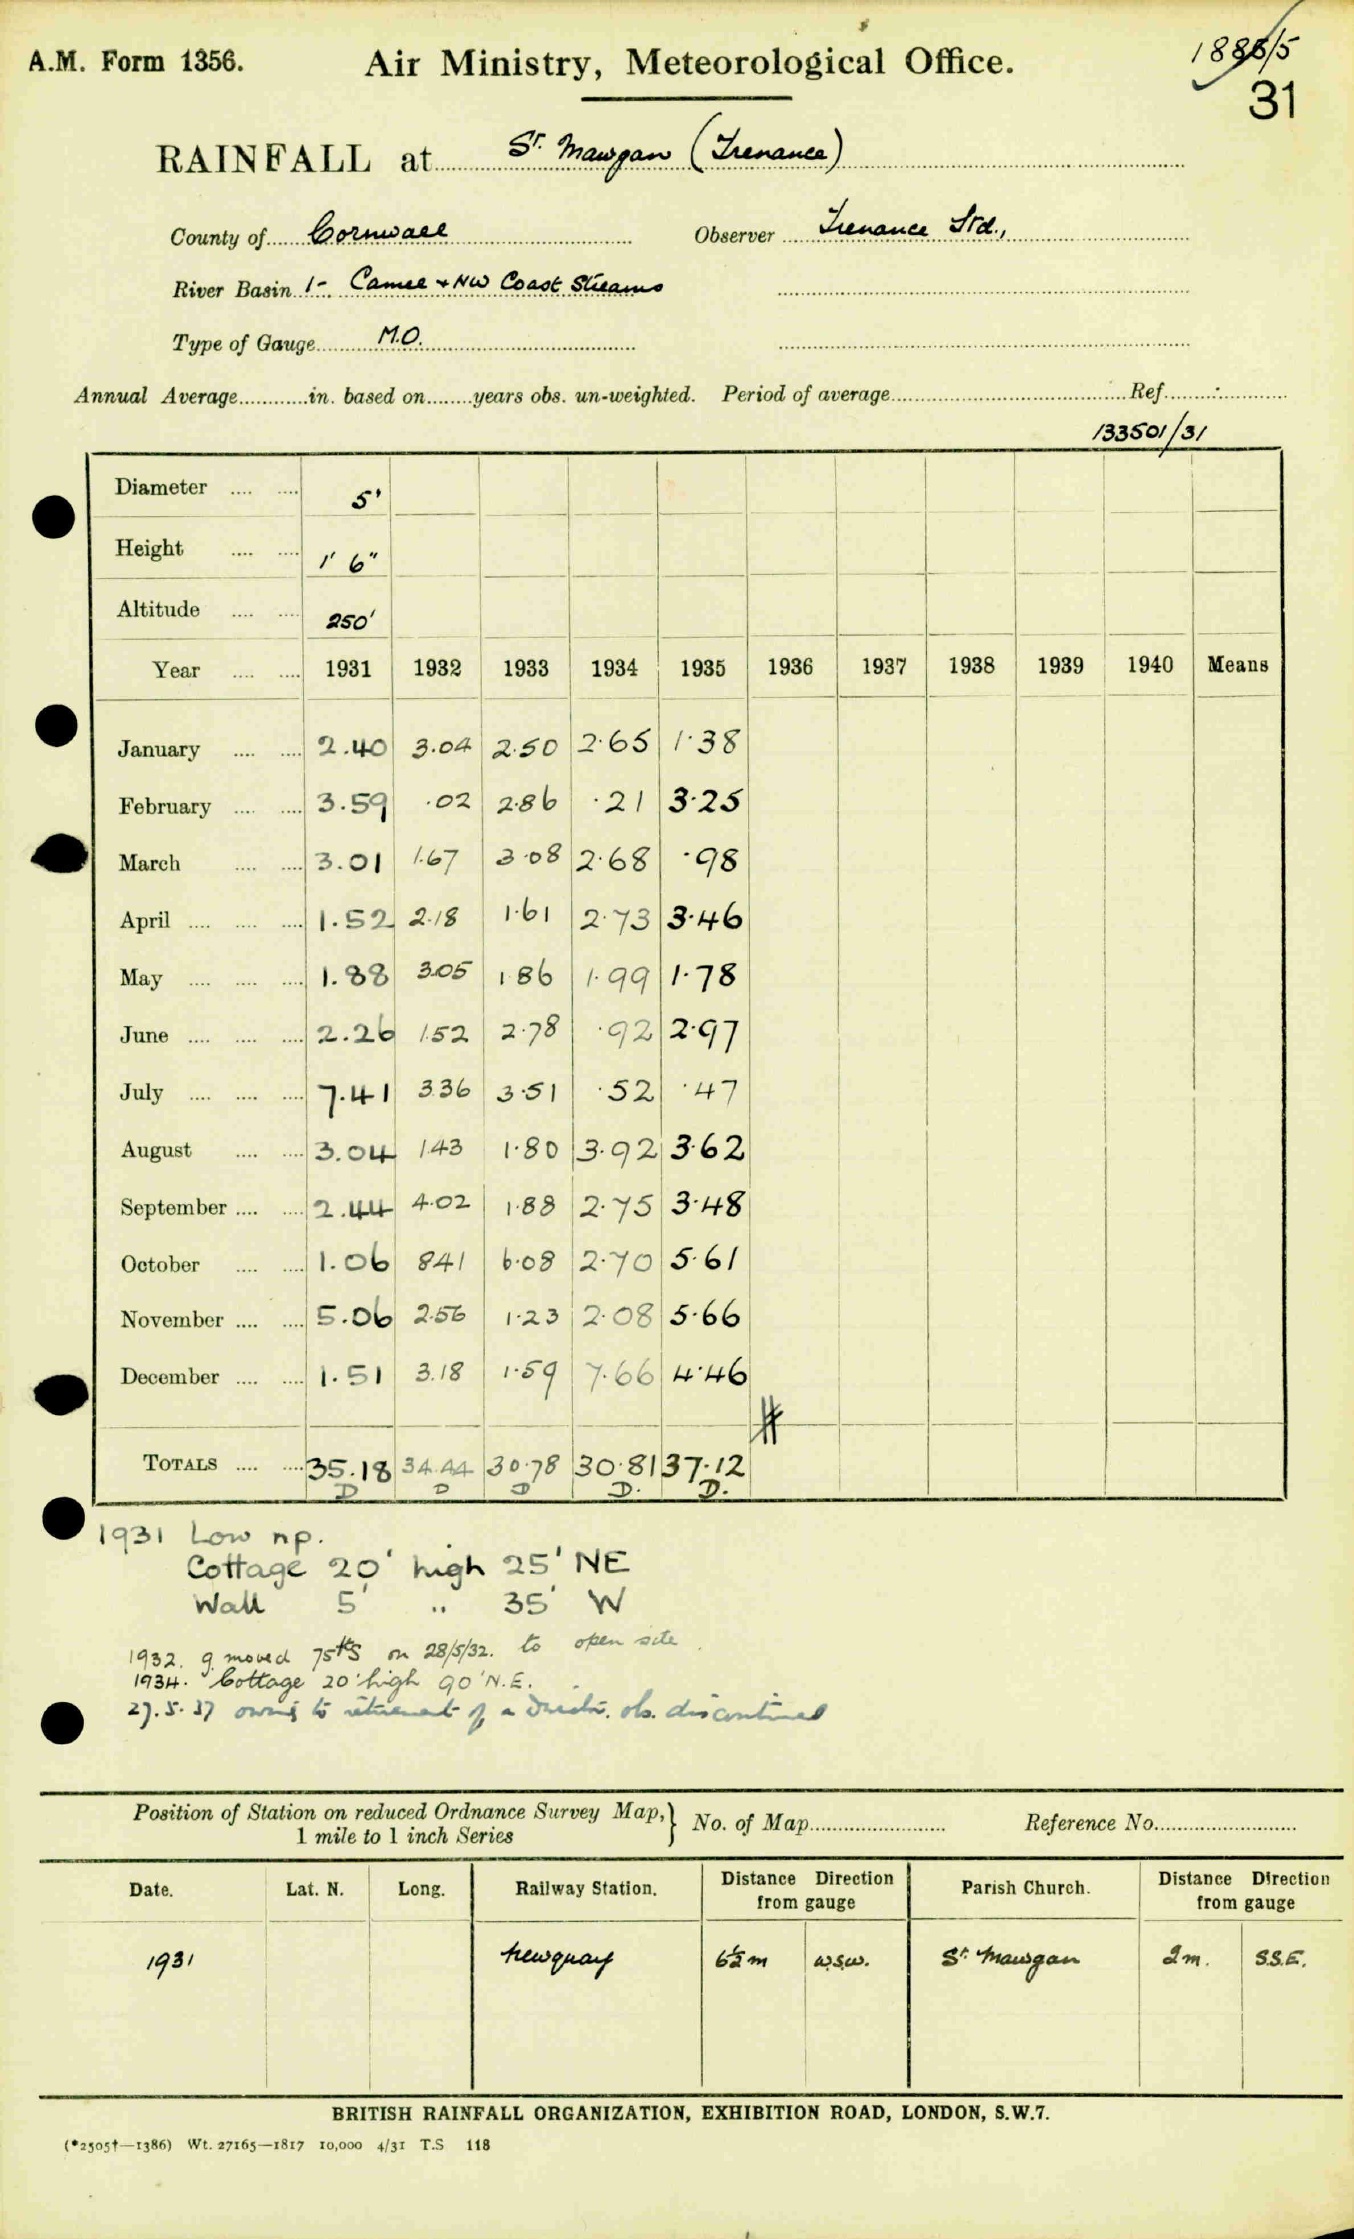 A.M. Form 1356. Air Ministry, Meteorological Office. 1886/5
31
RAINFALL at St. Mawgan (Trenance)
County of Cornwall Observer Trenance Ltd.,
River Basin 1-. Camel + NW Coast Streams
Type of Gauge M.O.
Annual Average in. based on years obs. un-weighted. Period of average Ref.
133501/31
Diameter 5'
Height 1' 6"
Altitude 250'
Year 1931 1932 1933 1934 1935 1936 1937 1938 1939 1940 Means
January 2.40 3.04 2.50 2.65 1.38
February 3.59 .02 2.86 .21 3.25
March 3.01 1.67 3.08 2.68 .98
April 1.52 2.18 1.61 2.73 3.46
May 1.88 3.05 1.86 1.99 1.78
June 2.26 1.52 2.78 .92 2.97
July 7.41 3.36 3.51 .52 .47
August 3.04 1.43 1.80 3.92 3.62
September 2.44 4.02 1.88 2.75 3.48
October 1.06 8.41 6.08 2.70 5.61
November 5.06 2.56 1.23 2.08 5.66
December 1.51 3.18 1.59 7.66 4.46
TOTALS 35.18 34.44 30.78 30.81 37.12
D D D D. D.
1931 Low np.
Cottage 20' high 25' NE
Wall 5' " 35' W
1932. g. moved 75 on 28/5/32. to open site.
1934. Cottage 20' high 90' N.E.
27.5.37 owing to retirement of a obs. discontinued
Position of Station on reduced Ordnance Survey Map,} No. of Map Reference No.
1 mile to 1 inch Series
Date. Lat. N. Long. Railway Station. Distance Direction from gauge Parish Church. Distance Direction from gauge
1931 Newquay 6½ m W.S.W. St. Mawgan 2 m. S.S.E.
BRITISH RAINFALL ORGANIZATION, EXHIBITION ROAD, LONDON, S.W.7.
(*2505†—1386) Wt. 27165—1817 10,000 4/31 T.S 118